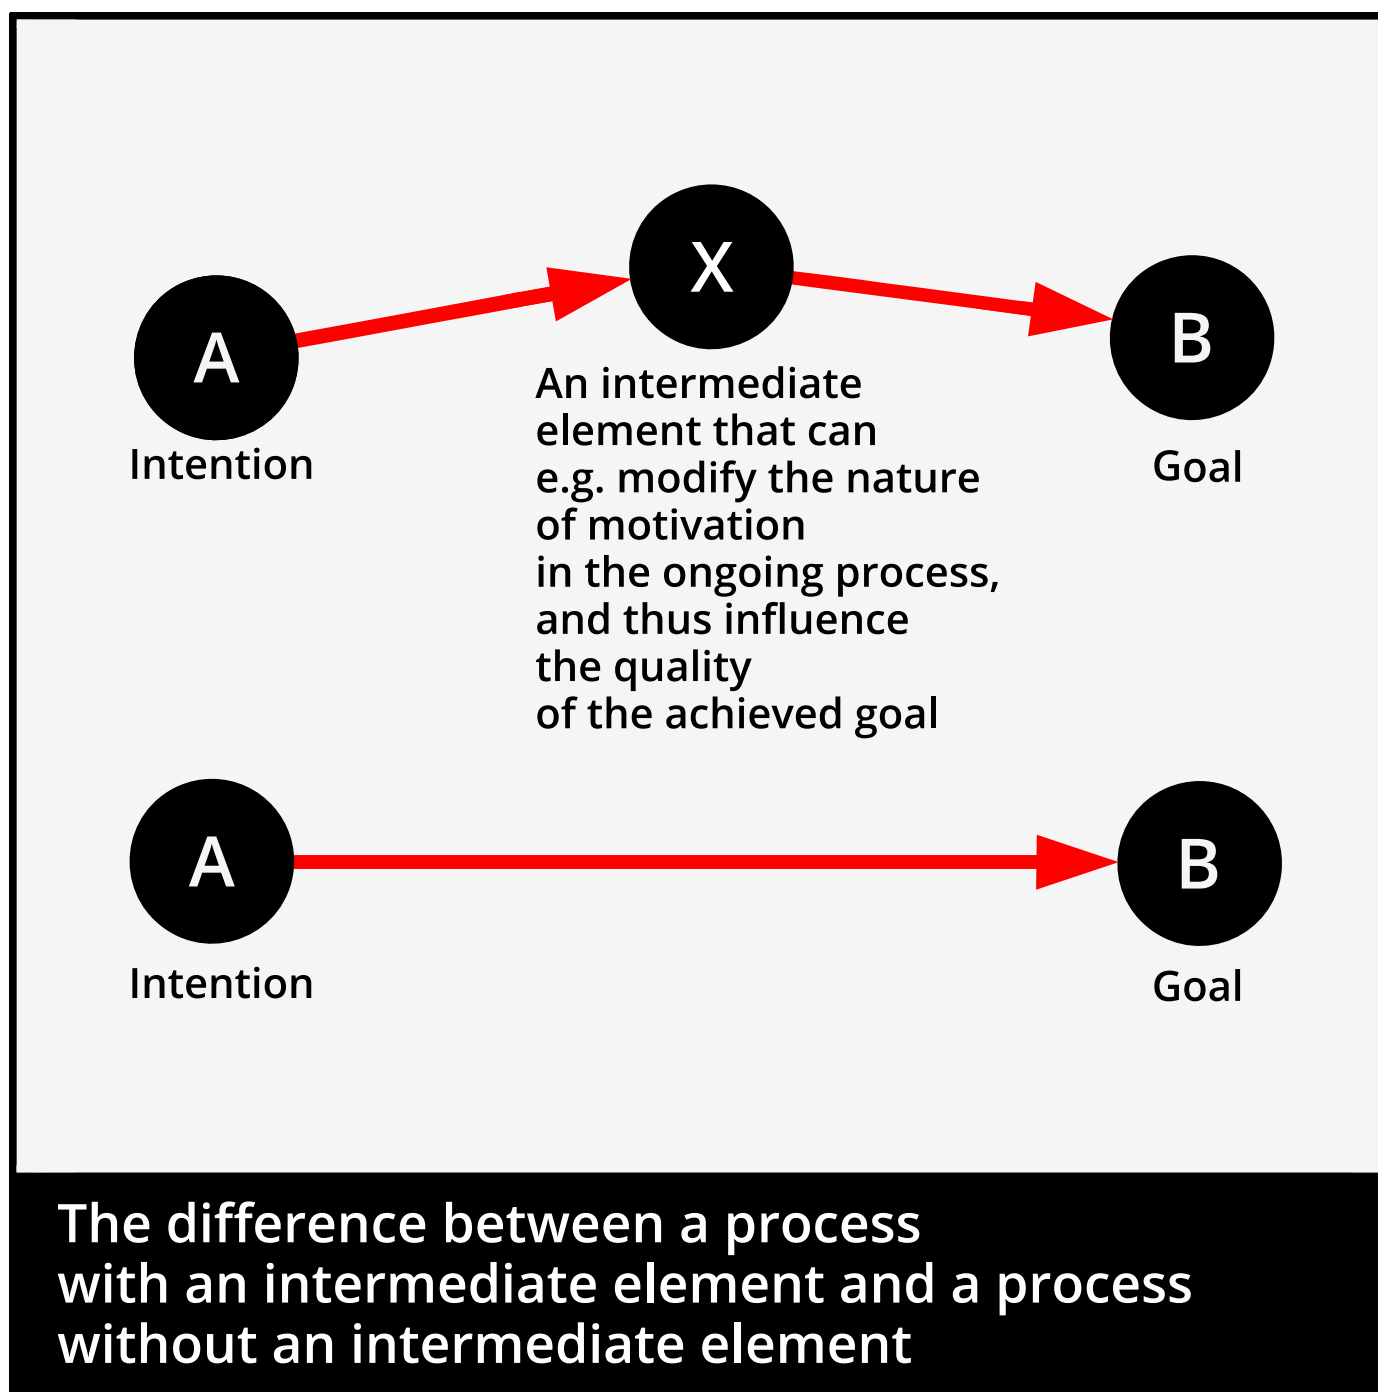 A
X
B
Intention
An intermediate
element that can
e.g. modify the nature
of motivation
in the ongoing process,
and thus influence
the quality
of the achieved goal
Goal
A
B
Intention
Goal
The difference between a process
with an intermediate element and a process
without an intermediate element